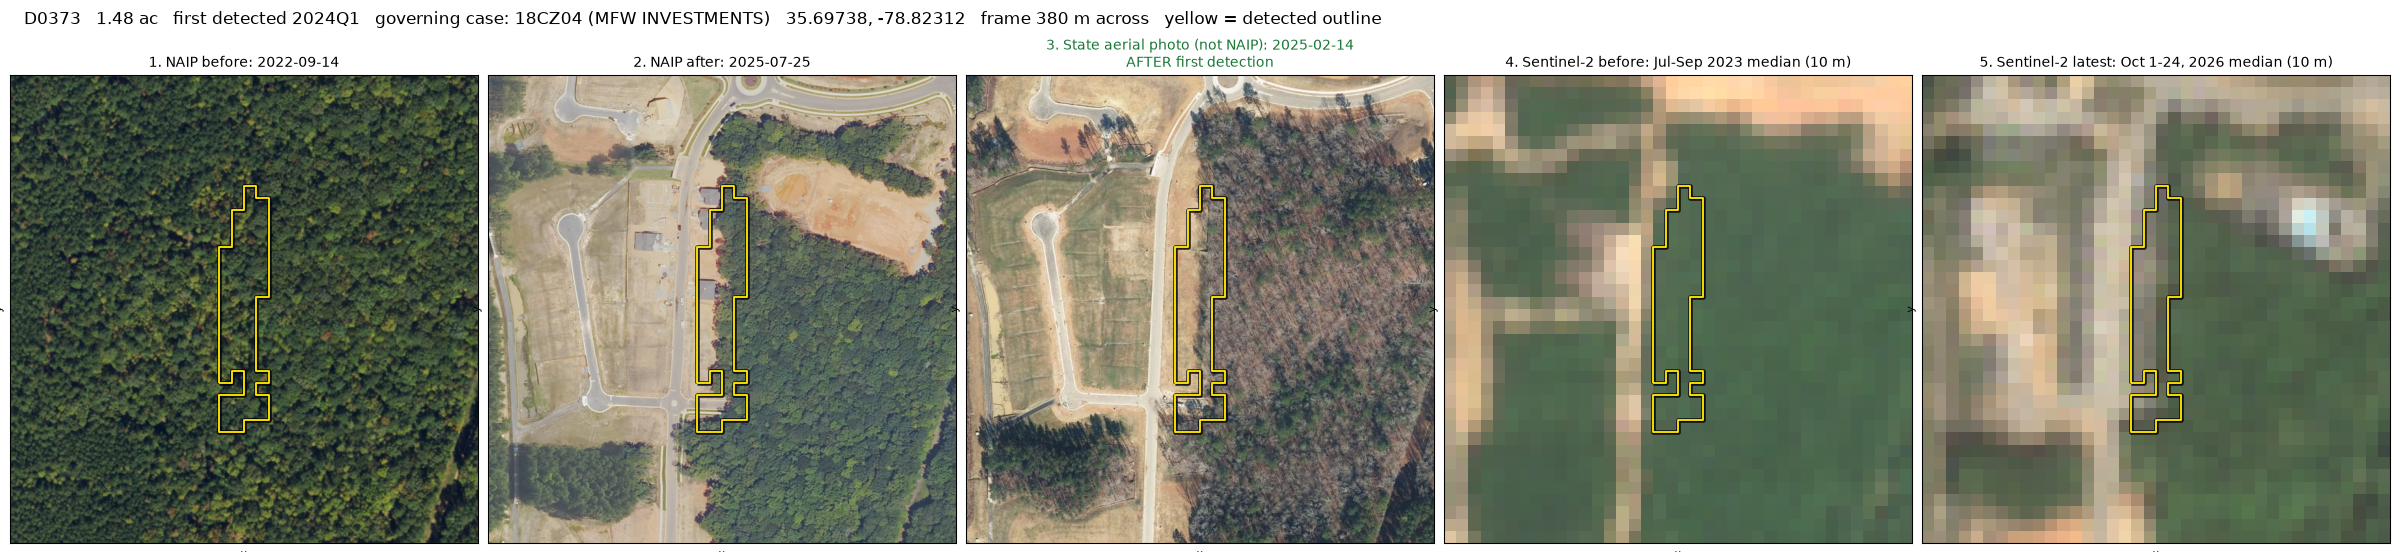 D0373 1.48 ac first detected 2024Q1 governing case: 18CZ04 (MFW INVESTMENTS) 35.69738, -78.82312 frame 380 m across yellow = detected outline
1. NAIP before: 2022-09-14
2. NAIP after: 2025-07-25
3. State aerial photo (not NAIP): 2025-02-14
AFTER first detection
4. Sentinel-2 before: Jul-Sep 2023 median (10 m)
5. Sentinel-2 latest: Oct 1-24, 2026 median (10 m)